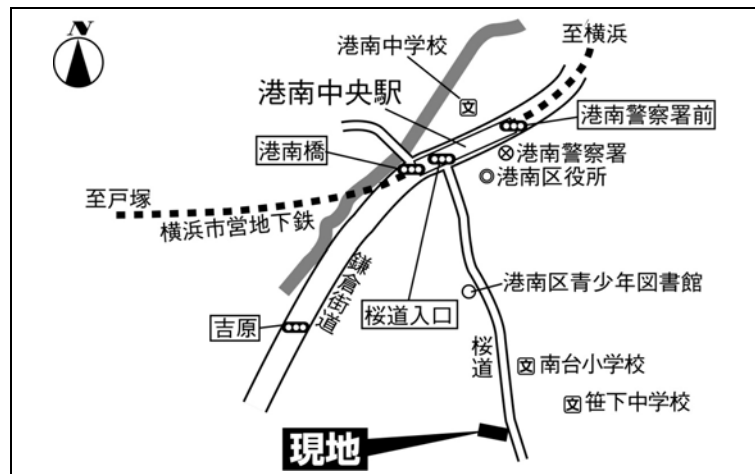 N
至横浜
港南中学校
文
港南中央駅
港南警察署前
港南橋
港南警察署
港南区役所
至戸塚
横浜市営地下鉄
鎌倉街道
港南区青少年図書館
吉原
桜道入口
桜道
文
南台小学校
文
笹下中学校
現地